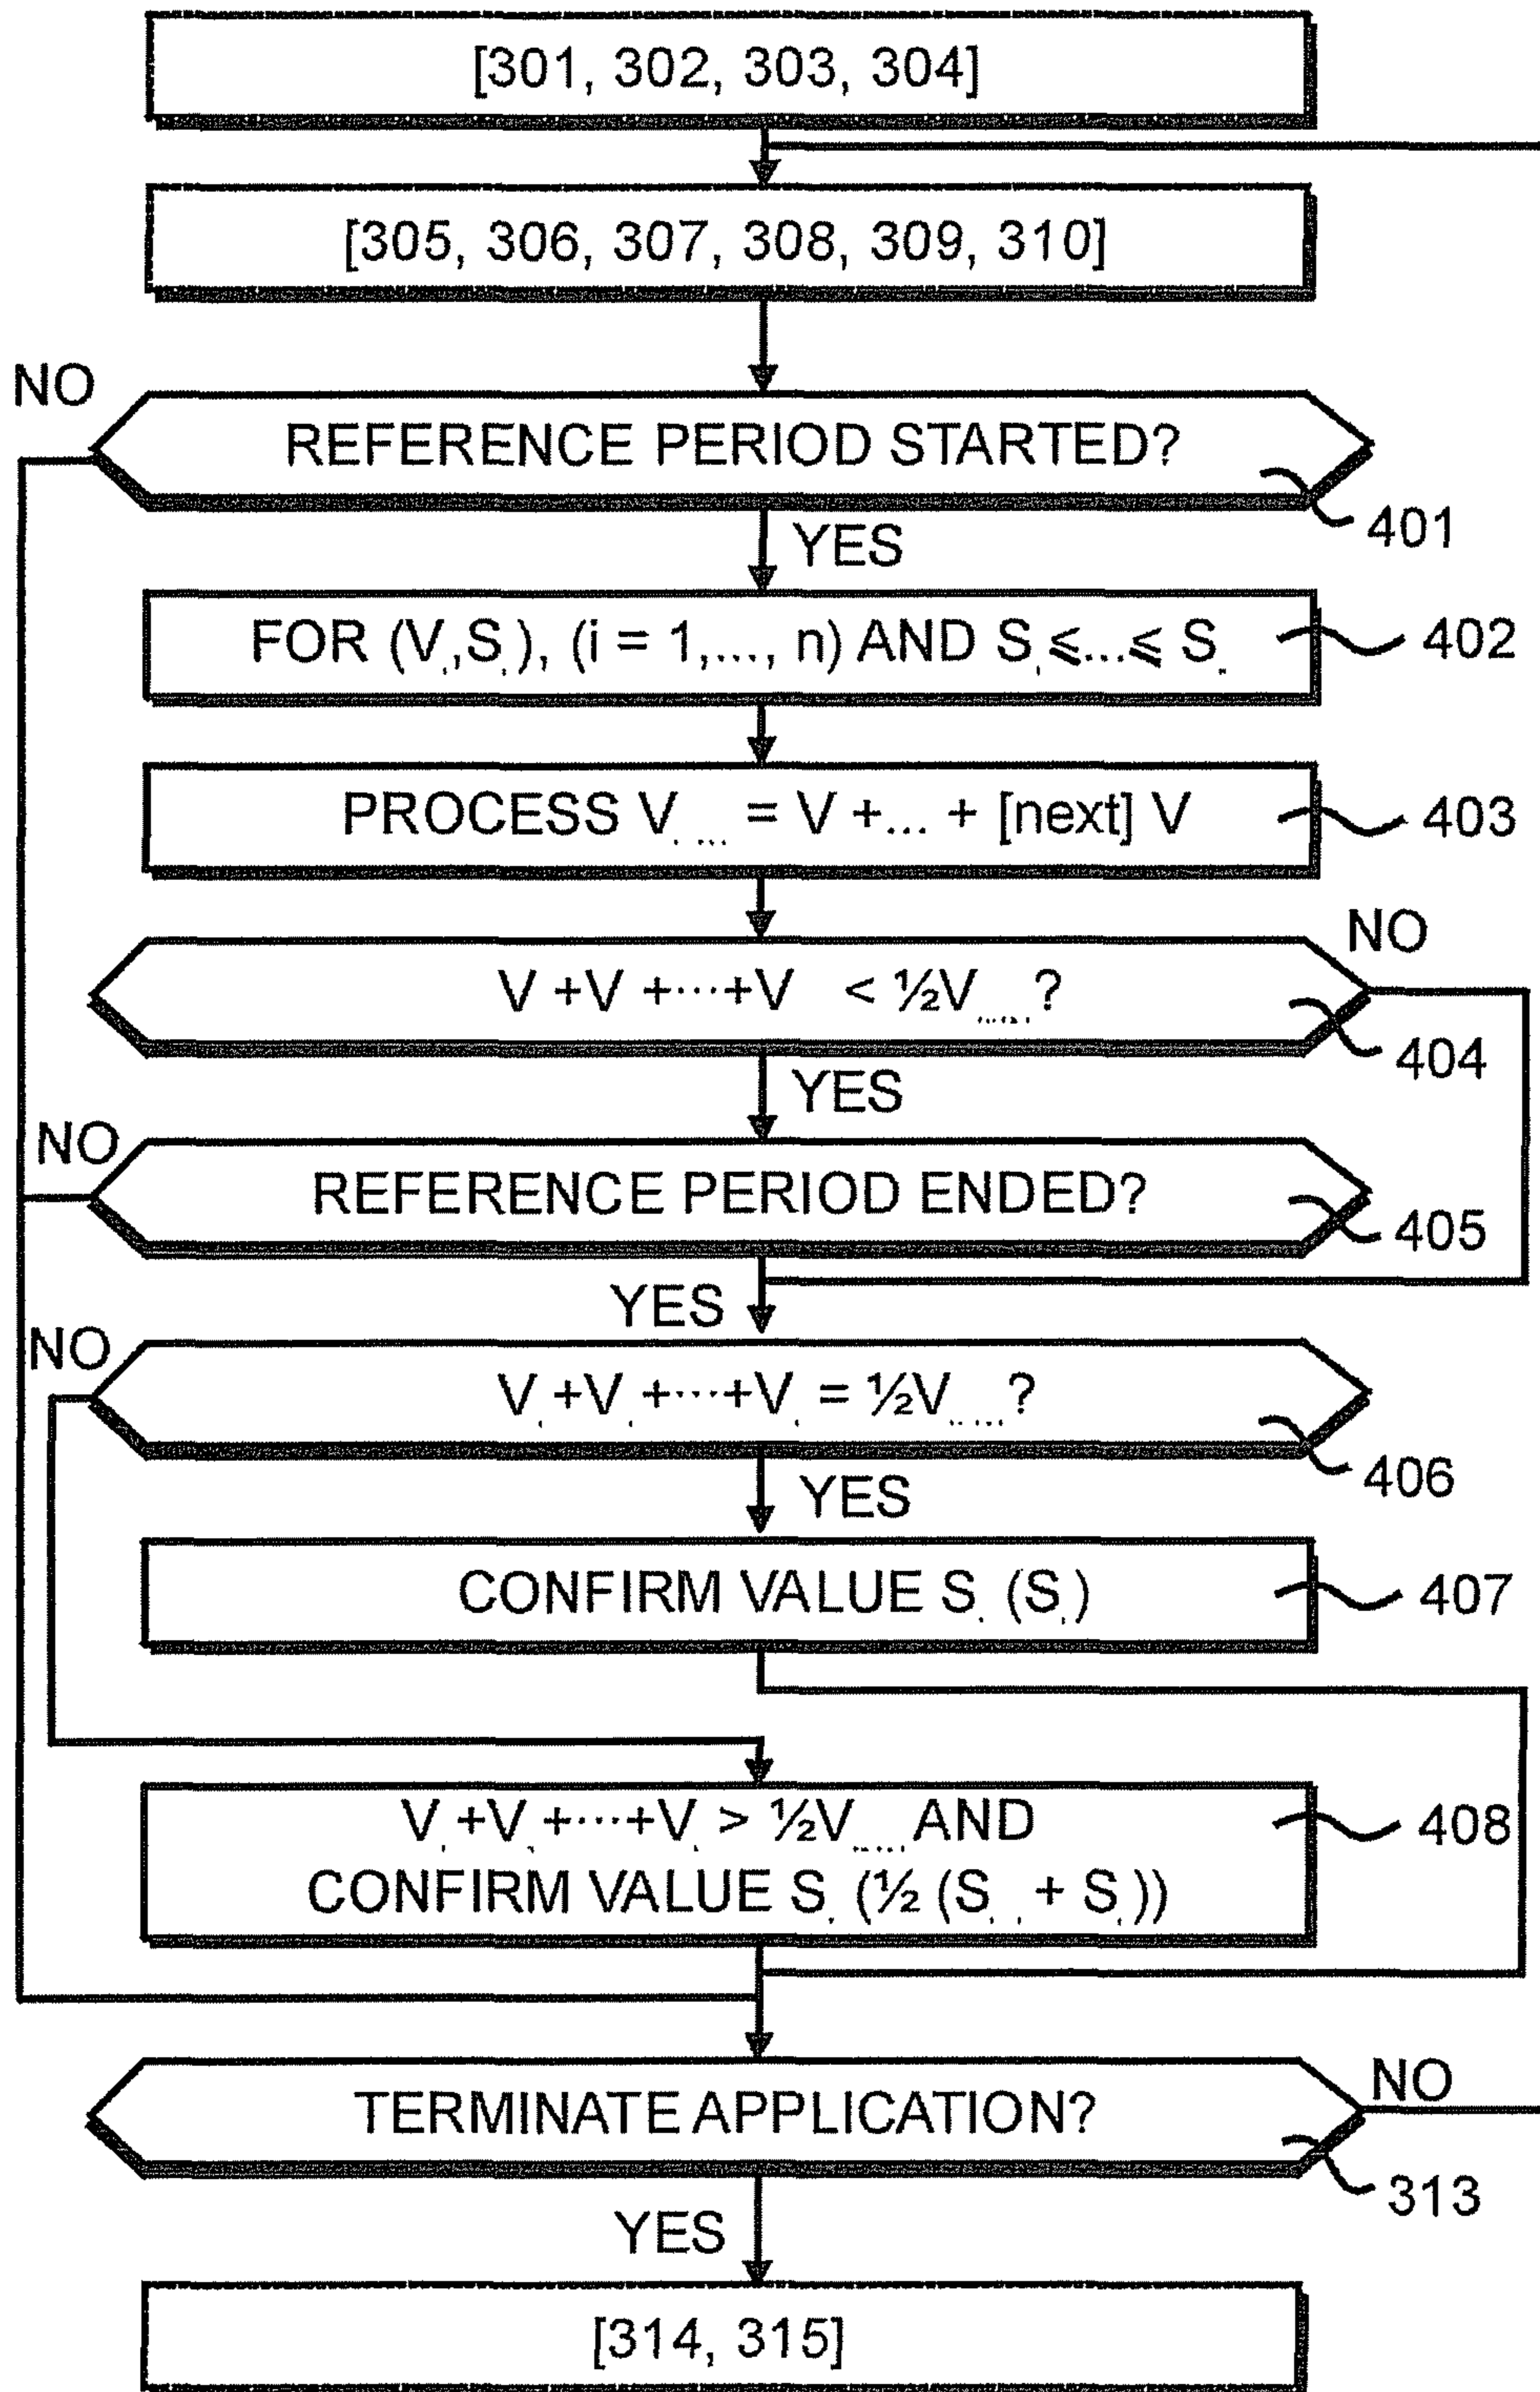 [301, 302, 303, 304]
[305, 306, 307, 308, 309, 310]
NO
REFERENCE PERIOD STARTED?
401
YES
FOR (V.,S.), (i = 1,..., n) AND S. ⩽...⩽ S.
402
PROCESS V...... = V +... + [next] V
403
NO
V +V +···+V < ½V......?
404
YES
NO
REFERENCE PERIOD ENDED?
405
YES
NO
V. +V. +···+V. = ½V......?
406
YES
CONFIRM VALUE S. (S.)
407
V. +V. +···+V. > ½V...... AND
408
CONFIRM VALUE S. (½ (S. . + S.))
TERMINATE APPLICATION?
NO
313
YES
[314, 315]